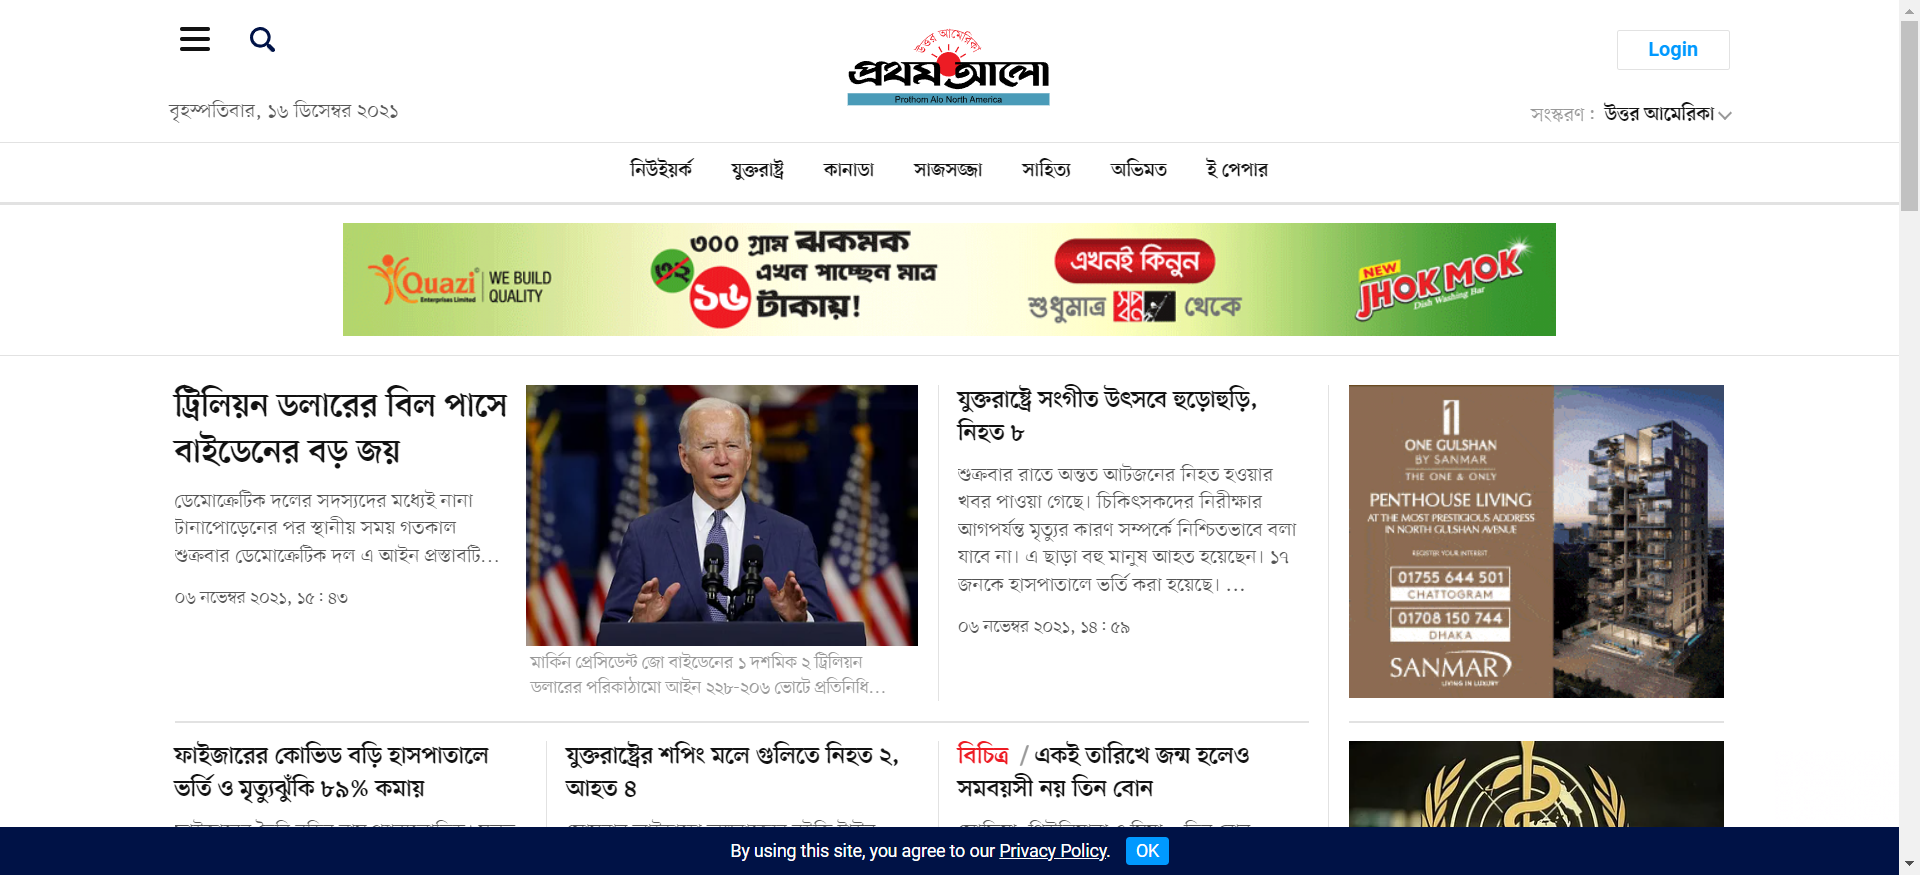 উত্তর আমেরিকা
প্রথম আলো
Prothom Alo North America
Login
বৃহস্পতিবার, ১৬ ডিসেম্বর ২০২১
সংস্করণ : উত্তর আমেরিকা
নিউইয়র্ক যুক্তরাষ্ট্র কানাডা সাজসজ্জা সাহিত্য অভিমত ই পেপার
Quazi Enterprises Limited
WE BUILD
QUALITY
৩০০ গ্রাম ঝকমক
৩২ এখন পাচ্ছেন মাত্র
১৬ টাকায়!
এখনই কিনুন
শুধুমাত্র স্বপ্ন থেকে
NEW
JHOK MOK
Dish Washing Bar
ট্রিলিয়ন ডলারের বিল পাসে
বাইডেনের বড় জয়
ডেমোক্রেটিক দলের সদস্যদের মধ্যেই নানা
টানাপোড়েনের পর স্থানীয় সময় গতকাল
শুক্রবার ডেমোক্রেটিক দল এ আইন প্রস্তাবটি...
০৬ নভেম্বর ২০২১, ১৫ : ৪৩
মার্কিন প্রেসিডেন্ট জো বাইডেনের ১ দশমিক ২ ট্রিলিয়ন
ডলারের পরিকাঠামো আইন ২২৮-২০৬ ভোটে প্রতিনিধি...
যুক্তরাষ্ট্রে সংগীত উৎসবে হুড়োহুড়ি,
নিহত ৮
শুক্রবার রাতে অন্তত আটজনের নিহত হওয়ার
খবর পাওয়া গেছে। চিকিৎসকদের নিরীক্ষার
আগপর্যন্ত মৃত্যুর কারণ সম্পর্কে নিশ্চিতভাবে বলা
যাবে না। এ ছাড়া বহু মানুষ আহত হয়েছেন। ১৭
জনকে হাসপাতালে ভর্তি করা হয়েছে। ...
০৬ নভেম্বর ২০২১, ১৪ : ৫৯
ONE GULSHAN
BY SANMAR
THE ONE & ONLY
PENTHOUSE LIVING
AT THE MOST PRESTIGIOUS ADDRESS
IN NORTH GULSHAN AVENUE
REGISTER YOUR INTEREST
01755 644 501
CHATTOGRAM
01708 150 744
DHAKA
SANMAR
LIVING IN LUXURY
ফাইজারের কোভিড বড়ি হাসপাতালে
ভর্তি ও মৃত্যুঝুঁকি ৮৯% কমায়
যুক্তরাষ্ট্রের শপিং মলে গুলিতে নিহত ২,
আহত ৪
বিচিত্র / একই তারিখে জন্ম হলেও
সমবয়সী নয় তিন বোন
By using this site, you agree to our Privacy Policy. OK